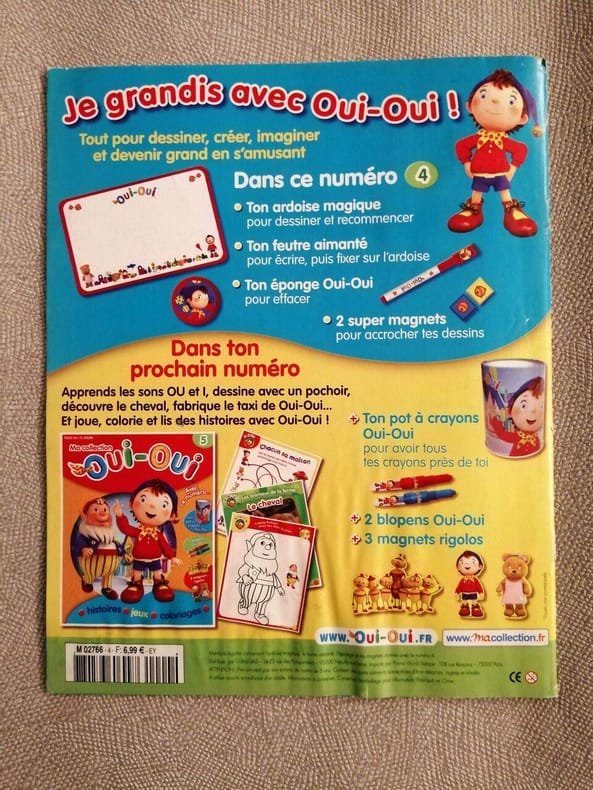 Je grandis avec Oui-Oui !
Tout pour dessiner, créer, imaginer
et devenir grand en s'amusant
Dans ce numéro 4
Oui-Oui
• Ton ardoise magique
pour dessiner et recommencer
• Ton feutre aimanté
pour écrire, puis fixer sur l'ardoise
• Ton éponge Oui-Oui
pour effacer
• 2 super magnets
pour accrocher tes dessins
Dans ton
prochain numéro
Apprends les sons OU et I, dessine avec un pochoir,
découvre le cheval, fabrique le taxi de Oui-Oui...
Et joue, colorie et lis des histoires avec Oui-Oui !
+ Ton pot à crayons
Oui-Oui
pour avoir tous
tes crayons près de toi
+ 2 blopens Oui-Oui
+ 3 magnets rigolos
Ma collection
5
Oui-Oui
• histoires • jeux • coloriages •
Chacun sa maison
Les animaux de la ferme
Le cheval
www.Oui-Oui.FR
www.macollection.fr
M 02766 - 4 - F: 6,99 € - EY
CE